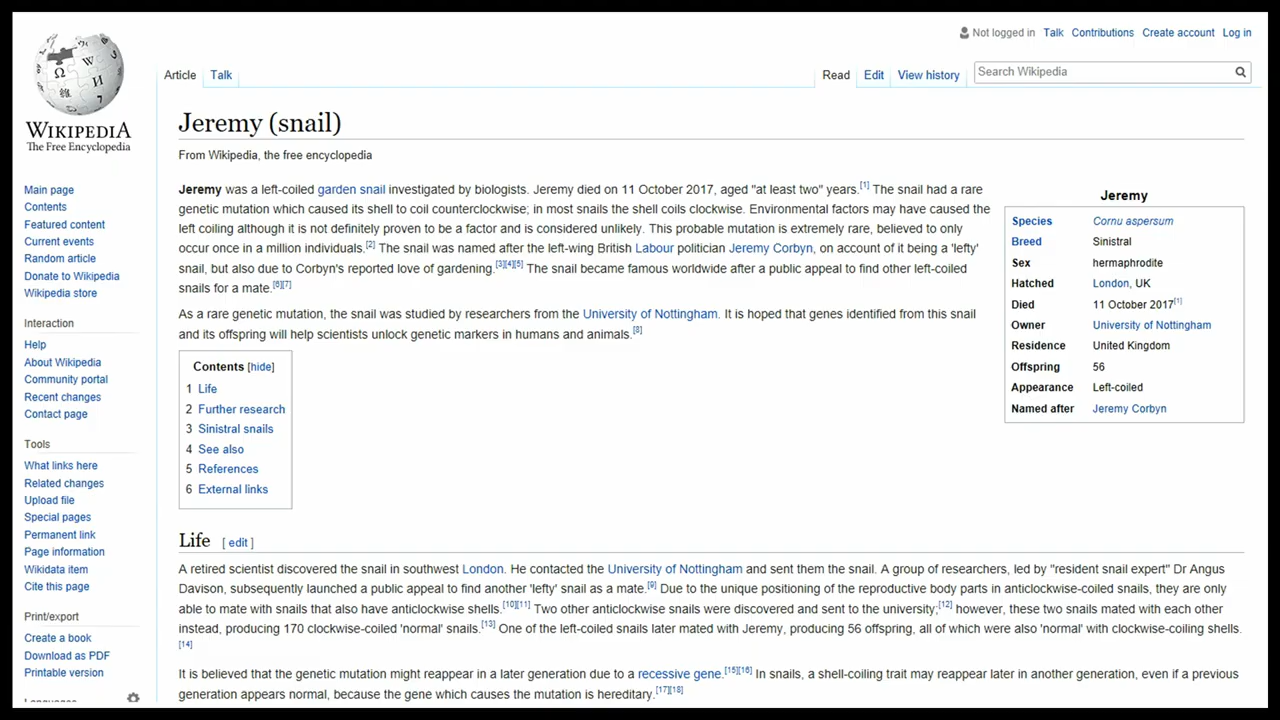 Not logged in Talk Contributions Create account Log in
Article Talk Read Edit View history Search Wikipedia
WIKIPEDIA
The Free Encyclopedia
Main page
Contents
Featured content
Current events
Random article
Donate to Wikipedia
Wikipedia store
Interaction
Help
About Wikipedia
Community portal
Recent changes
Contact page
Tools
What links here
Related changes
Upload file
Special pages
Permanent link
Page information
Wikidata item
Cite this page
Print/export
Create a book
Download as PDF
Printable version
Languages
Jeremy (snail)
From Wikipedia, the free encyclopedia
Jeremy was a left-coiled garden snail investigated by biologists. Jeremy died on 11 October 2017, aged "at least two" years.[1] The snail had a rare
genetic mutation which caused its shell to coil counterclockwise; in most snails the shell coils clockwise. Environmental factors may have caused the
left coiling although it is not definitely proven to be a factor and is considered unlikely. This probable mutation is extremely rare, believed to only
occur once in a million individuals.[2] The snail was named after the left-wing British Labour politician Jeremy Corbyn, on account of it being a 'lefty'
snail, but also due to Corbyn's reported love of gardening.[3][4][5] The snail became famous worldwide after a public appeal to find other left-coiled
snails for a mate.[6][7]
As a rare genetic mutation, the snail was studied by researchers from the University of Nottingham. It is hoped that genes identified from this snail
and its offspring will help scientists unlock genetic markers in humans and animals.[8]
Jeremy
Species Cornu aspersum
Breed Sinistral
Sex hermaphrodite
Hatched London, UK
Died 11 October 2017[1]
Owner University of Nottingham
Residence United Kingdom
Offspring 56
Appearance Left-coiled
Named after Jeremy Corbyn
Contents [hide]
1 Life
2 Further research
3 Sinistral snails
4 See also
5 References
6 External links
Life [ edit ]
A retired scientist discovered the snail in southwest London. He contacted the University of Nottingham and sent them the snail. A group of researchers, led by "resident snail expert" Dr Angus
Davison, subsequently launched a public appeal to find another 'lefty' snail as a mate.[9] Due to the unique positioning of the reproductive body parts in anticlockwise-coiled snails, they are only
able to mate with snails that also have anticlockwise shells.[10][11] Two other anticlockwise snails were discovered and sent to the university;[12] however, these two snails mated with each other
instead, producing 170 clockwise-coiled 'normal' snails.[13] One of the left-coiled snails later mated with Jeremy, producing 56 offspring, all of which were also 'normal' with clockwise-coiling shells.
[14]
It is believed that the genetic mutation might reappear in a later generation due to a recessive gene.[15][16] In snails, a shell-coiling trait may reappear later in another generation, even if a previous
generation appears normal, because the gene which causes the mutation is hereditary.[17][18]